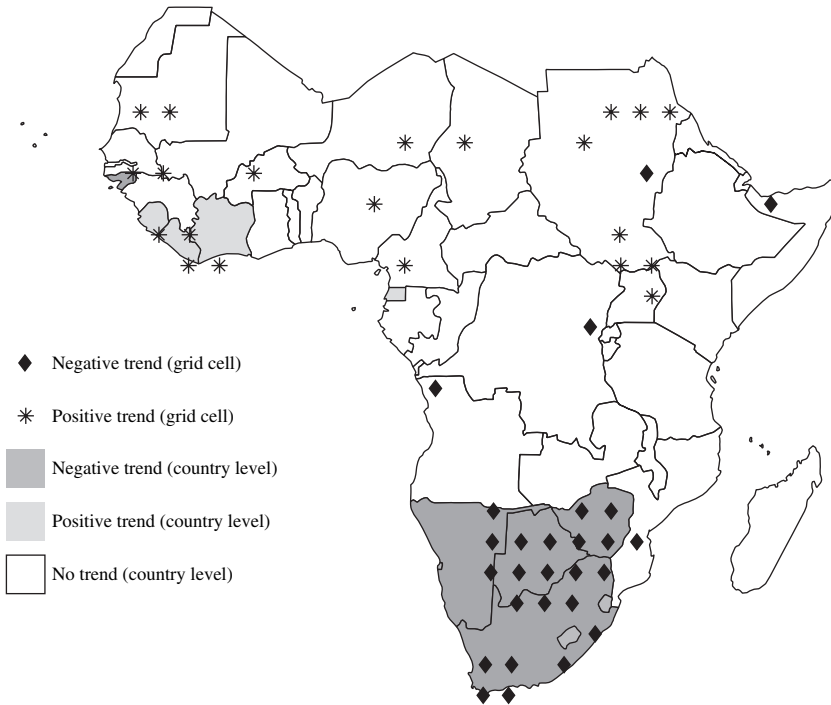 Negative trend (grid cell)
Positive trend (grid cell)
Negative trend (country level)
Positive trend (country level)
No trend (country level)